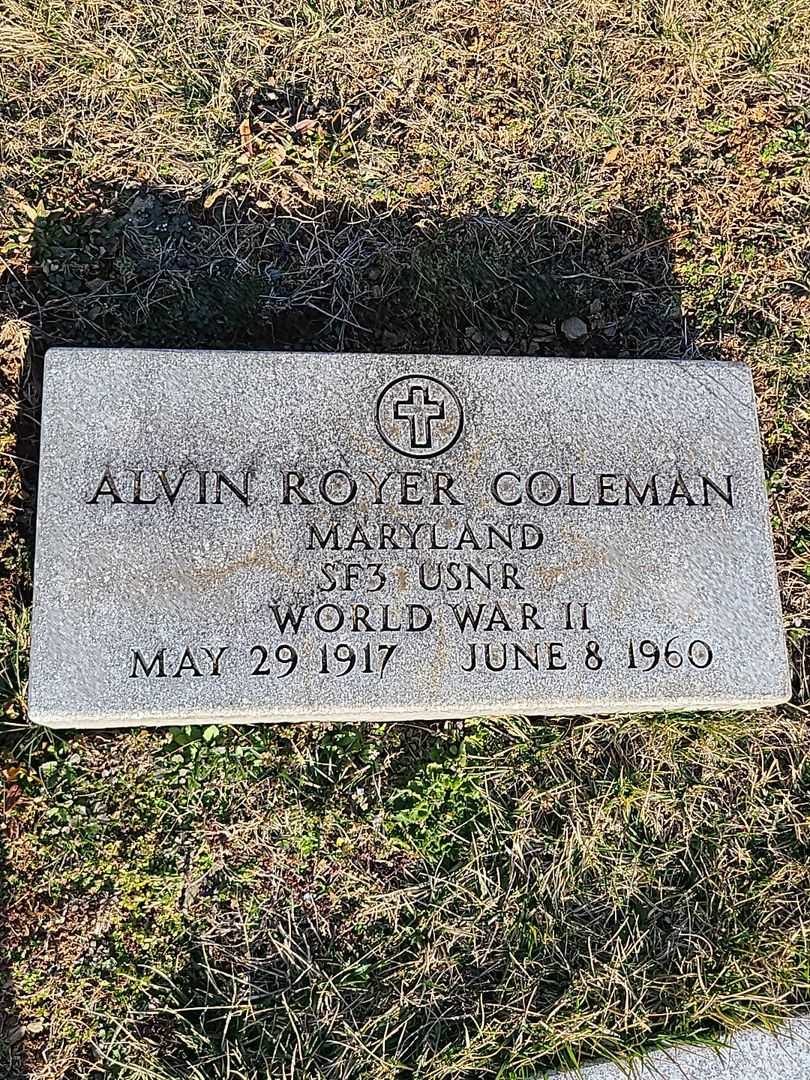 ALVIN ROYER COLEMAN
MARYLAND
SF3 USNR
WORLD WAR II
MAY 29 1917 JUNE 8 1960